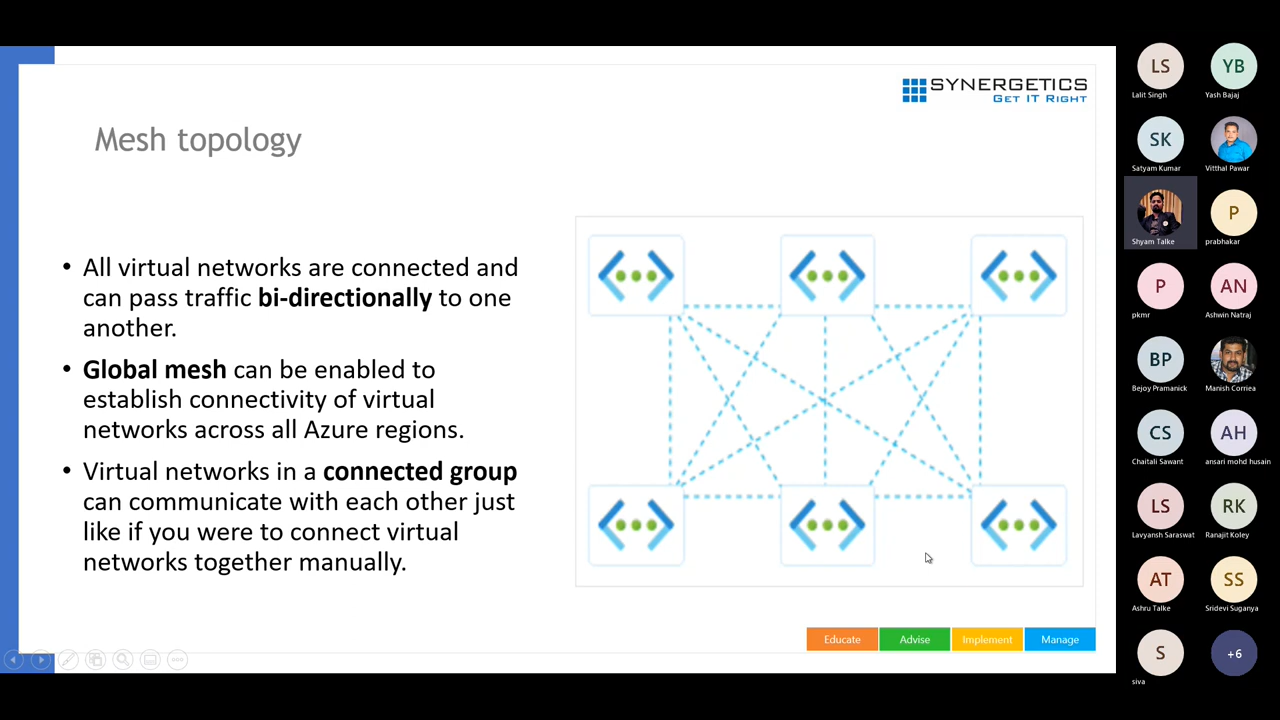 SYNERGETICS
GET IT RIGHT
Mesh topology
• All virtual networks are connected and
can pass traffic bi-directionally to one
another.
• Global mesh can be enabled to
establish connectivity of virtual
networks across all Azure regions.
• Virtual networks in a connected group
can communicate with each other just
like if you were to connect virtual
networks together manually.
Educate Advise Implement Manage
LS YB
Lalit Singh Yash Bajaj
SK
Satyam Kumar Vitthal Pawar
P
Shyam Talke prabhakar
P AN
pkmr Ashwin Natraj
BP
Bejoy Pramanick Manish Corriea
CS AH
Chaitali Sawant ansari mohd husain
LS RK
Lavyansh Saraswat Ranajit Koley
AT SS
Ashru Talke Sridevi Suganya
S +6
siva